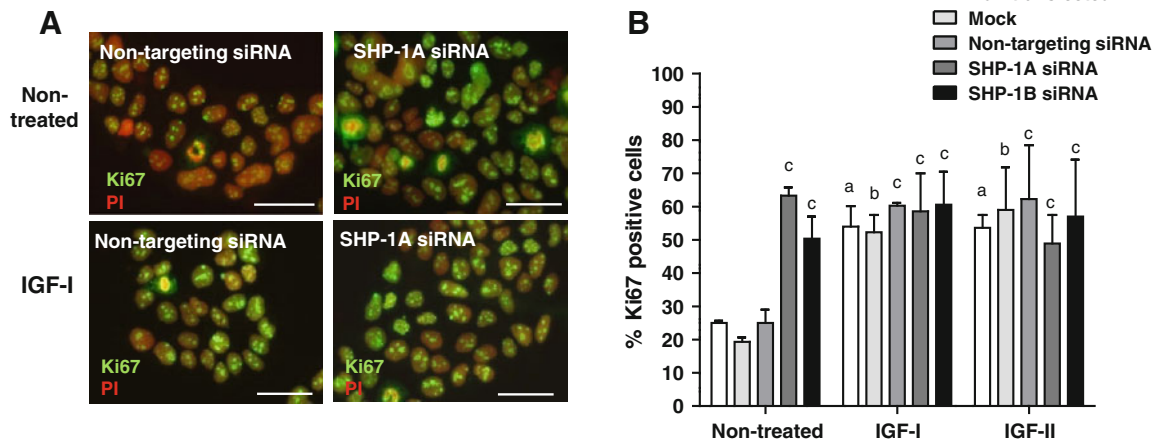 A
Non-targeting siRNA
SHP-1A siRNA
Non-
treated
Ki67
PI
Ki67
PI
Non-targeting siRNA
SHP-1A siRNA
IGF-I
Ki67
PI
Ki67
PI
B
Mock
Non-targeting siRNA
SHP-1A siRNA
SHP-1B siRNA
% Ki67 positive cells
100
90
80
70
60
50
40
30
20
10
0
c
c
a
b
c
c
c
a
b
c
c
c
Non-treated
IGF-I
IGF-II